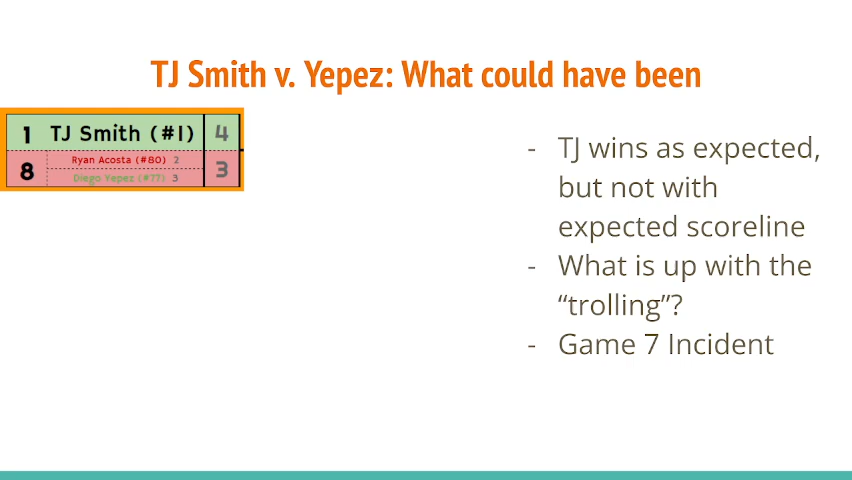 TJ Smith v. Yepez: What could have been
1 TJ Smith (#1) 4
8 Ryan Acosta (#80) 2 3
Diego Yepez (#77) 3
- TJ wins as expected,
but not with
expected scoreline
- What is up with the
“trolling”?
- Game 7 Incident